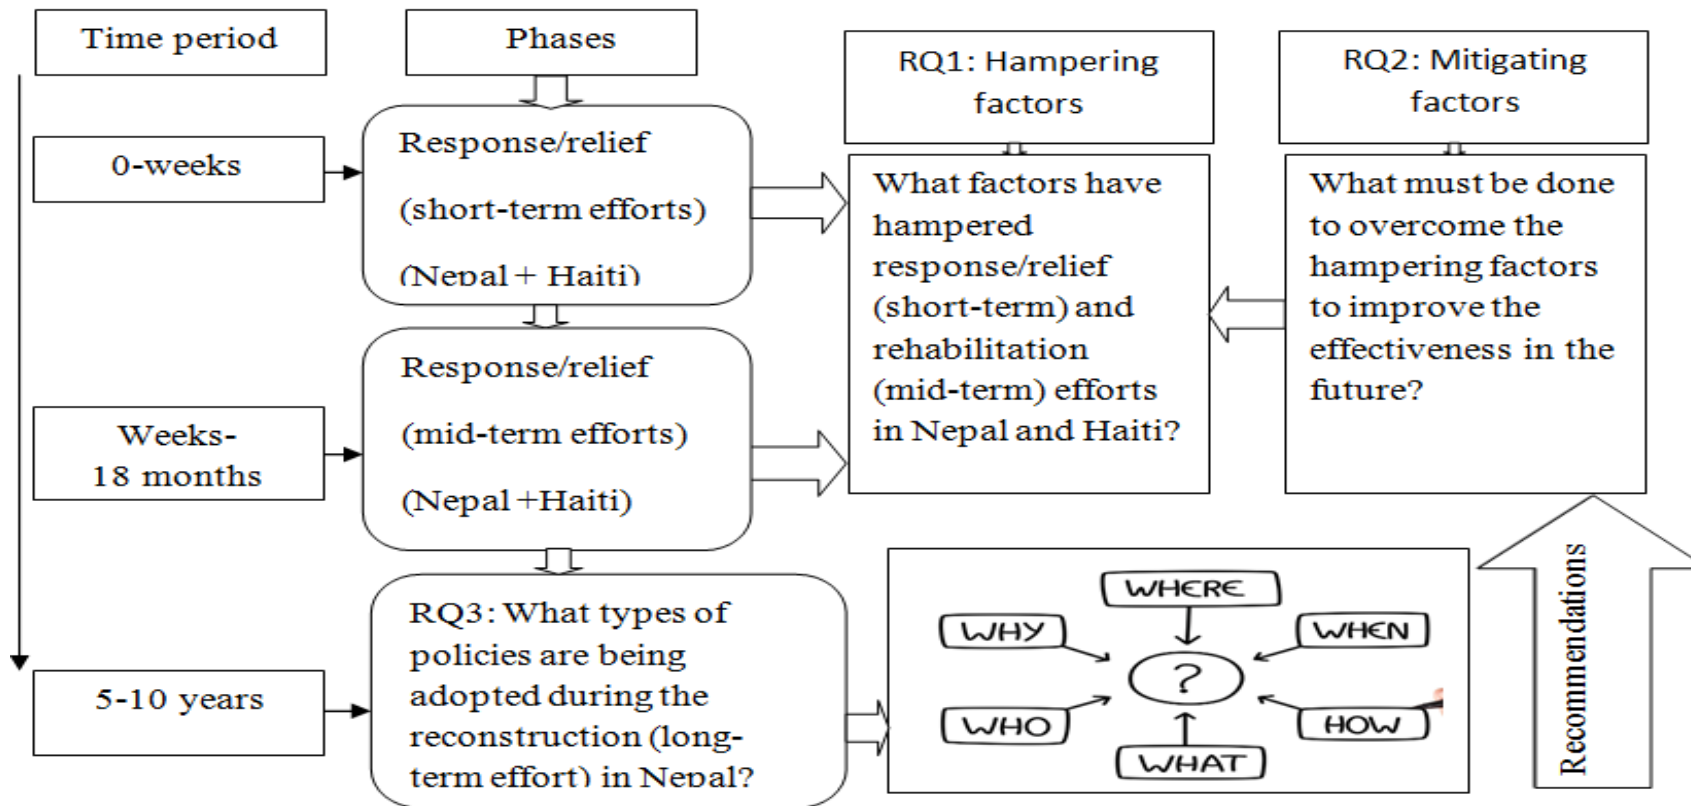 Time period
Phases
RQ1: Hampering
factors
RQ2: Mitigating
factors
0-weeks
Response/relief
(short-term efforts)
(Nepal + Haiti)
What factors have
hampered
response/relief
(short-term) and
rehabilitation
(mid-term) efforts
in Nepal and Haiti?
What must be done
to overcome the
hampering factors
to improve the
effectiveness in the
future?
Weeks-
18 months
Response/relief
(mid-term efforts)
(Nepal +Haiti)
5-10 years
RQ3: What types of
policies are being
adopted during the
reconstruction (long-
term effort) in Nepal?
WHERE
WHY
WHEN
?
WHO
HOW
WHAT
Recommendations